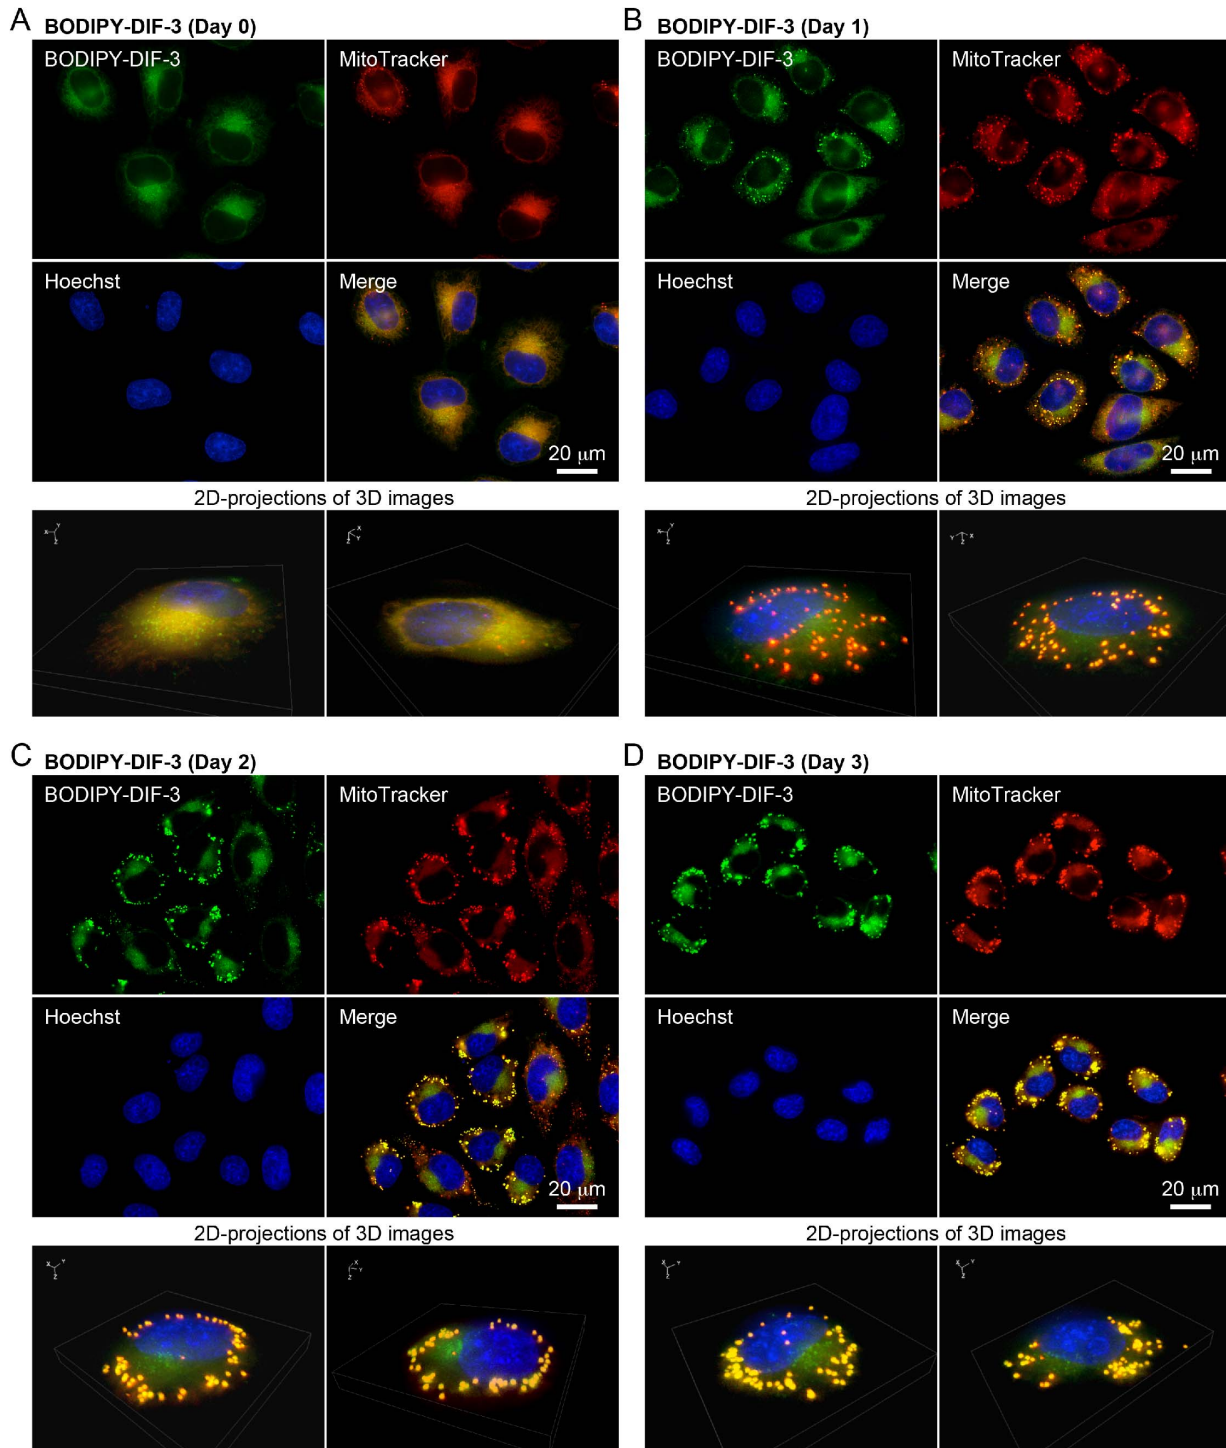 A BODIPY-DIF-3 (Day 0)
BODIPY-DIF-3 MitoTracker
Hoechst Merge
20 μm
2D-projections of 3D images
X Y Z
X Y Z
B BODIPY-DIF-3 (Day 1)
BODIPY-DIF-3 MitoTracker
Hoechst Merge
20 μm
2D-projections of 3D images
X Y Z
Y X Z
C BODIPY-DIF-3 (Day 2)
BODIPY-DIF-3 MitoTracker
Hoechst Merge
20 μm
2D-projections of 3D images
X Y Z
X Y Z
D BODIPY-DIF-3 (Day 3)
BODIPY-DIF-3 MitoTracker
Hoechst Merge
20 μm
2D-projections of 3D images
X Y Z
X Y Z